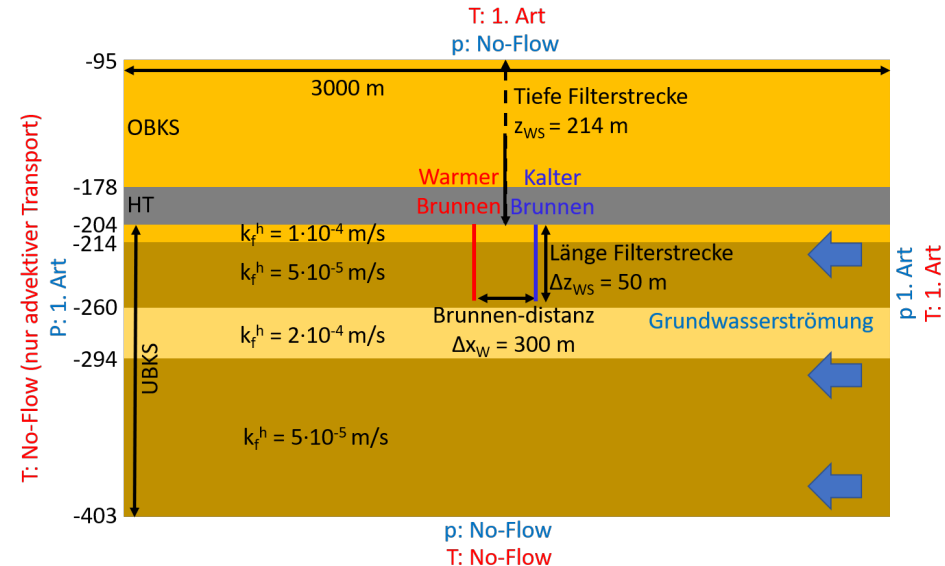 T: 1. Art
p: No-Flow
-95
3000 m
Tiefe Filterstrecke
z_WS = 214 m
OBKS
-178
Warmer
Brunnen
Kalter
Brunnen
HT
-204
k_f^h = 1·10^-4 m/s
-214
k_f^h = 5·10^-5 m/s
Länge Filterstrecke
Δz_WS = 50 m
-260
Brunnen-distanz
Δx_W = 300 m
Grundwasserströmung
k_f^h = 2·10^-4 m/s
-294
UBKS
k_f^h = 5·10^-5 m/s
-403
p: No-Flow
T: No-Flow
T: No-Flow (nur advektiver Transport)
P: 1. Art
p 1. Art
T: 1. Art